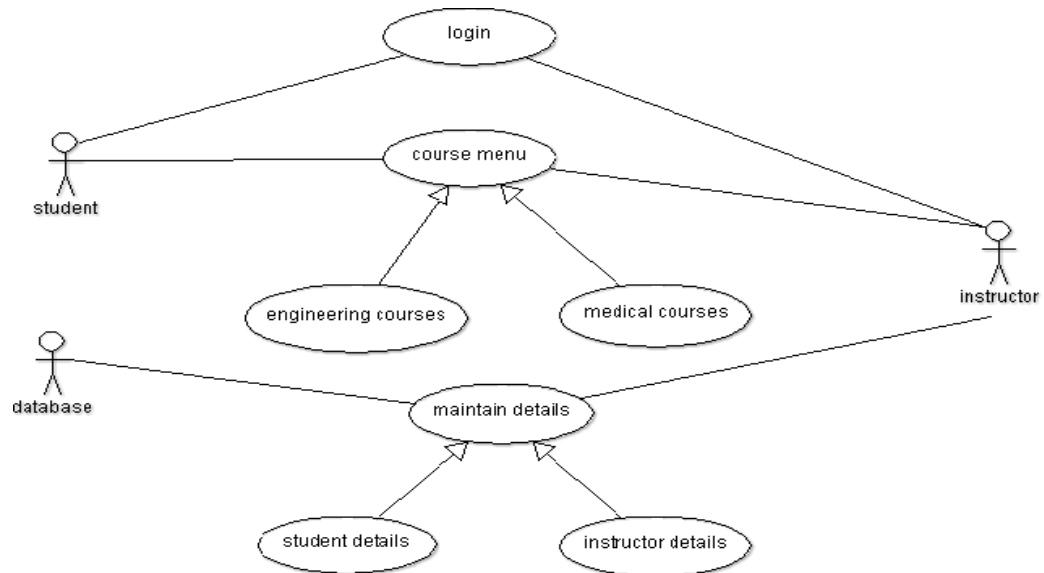 login
course menu
student
engineering courses
medical courses
instructor
database
maintain details
student details
instructor details